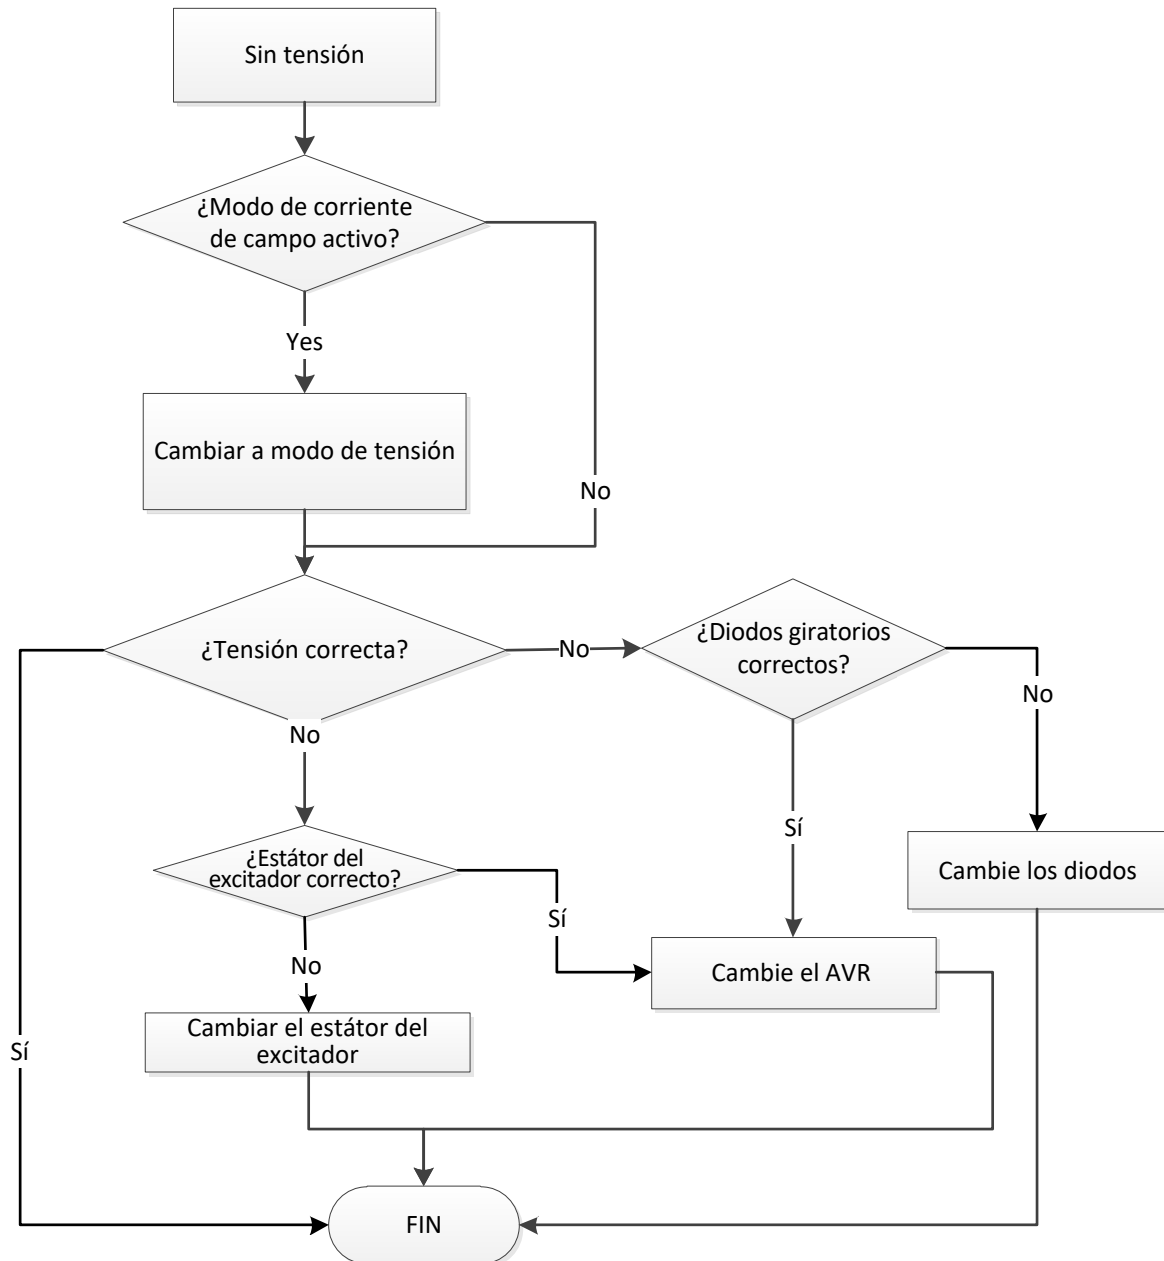 Sin tensión
¿Modo de corriente
de campo activo?
Yes
Cambiar a modo de tensión
No
¿Tensión correcta?
No
¿Diodos giratorios
correctos?
No
No
Sí
¿Estátor del
excitador correcto?
Sí
Cambie los diodos
No
Cambie el AVR
Cambiar el estátor del
excitador
Sí
FIN